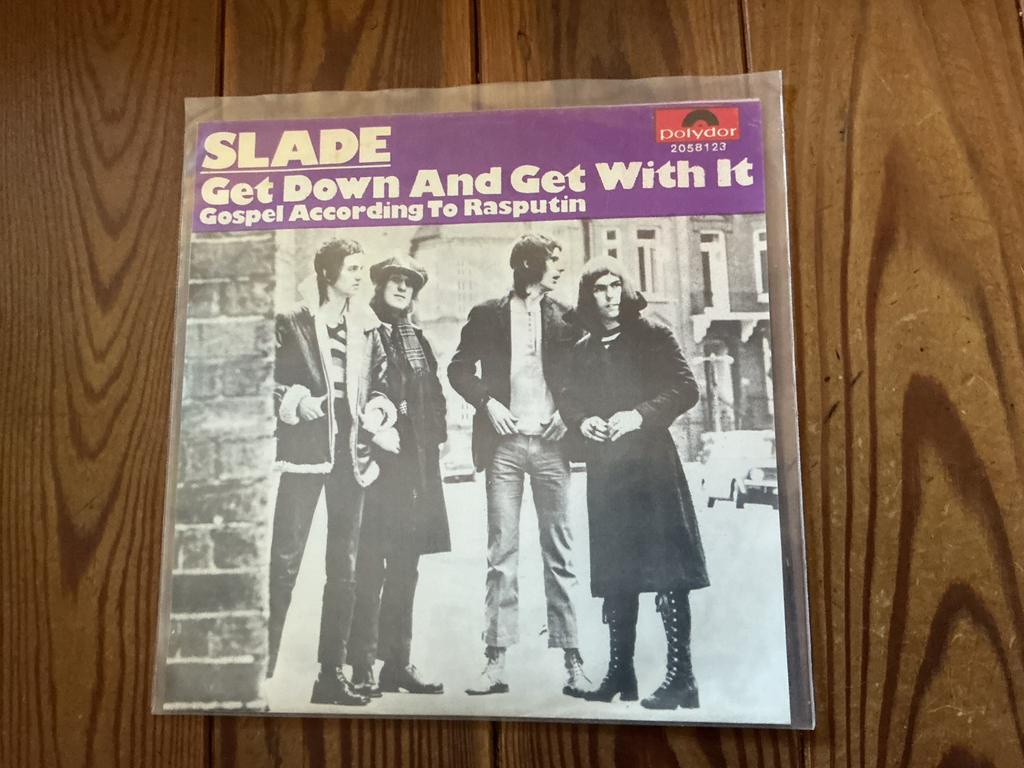 SLADE
polydor
2058123
Get Down And Get With It
Gospel According To Rasputin